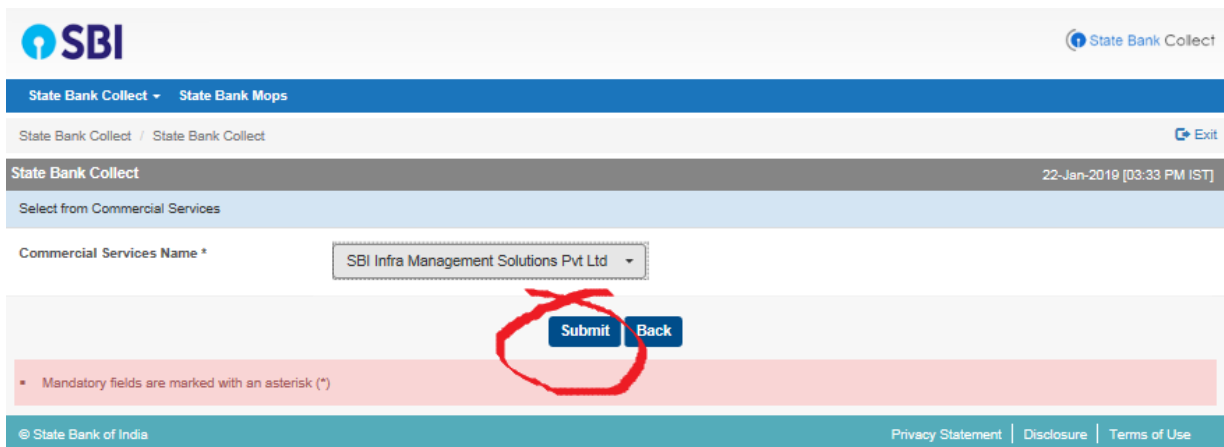 SBI
State Bank Collect
State Bank Collect State Bank Mops
State Bank Collect / State Bank Collect
Exit
State Bank Collect
22-Jan-2019 [03:33 PM IST]
Select from Commercial Services
Commercial Services Name *
SBI Infra Management Solutions Pvt Ltd
Submit Back
Mandatory fields are marked with an asterisk (*)
© State Bank of India
Privacy Statement | Disclosure | Terms of Use